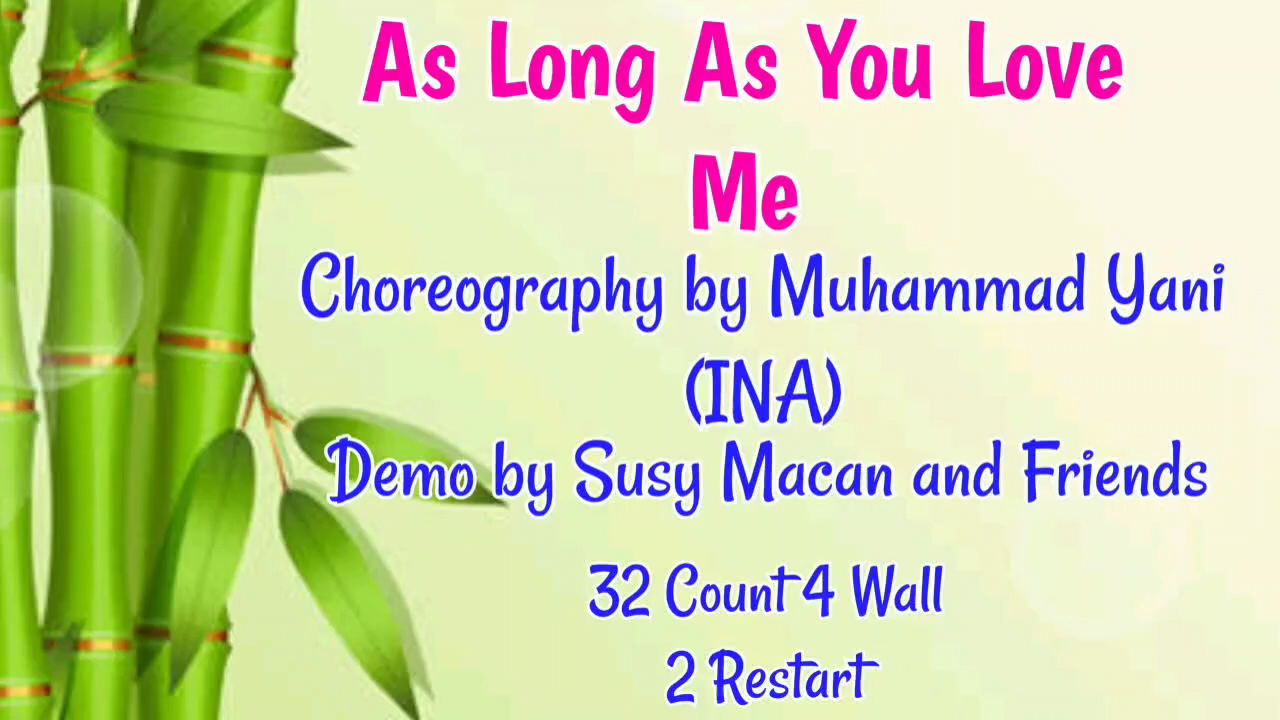 As Long As You Love
Me
Choreography by Muhammad Yani
(INA)
Demo by Susy Macan and Friends
32 Count 4 Wall
2 Restart